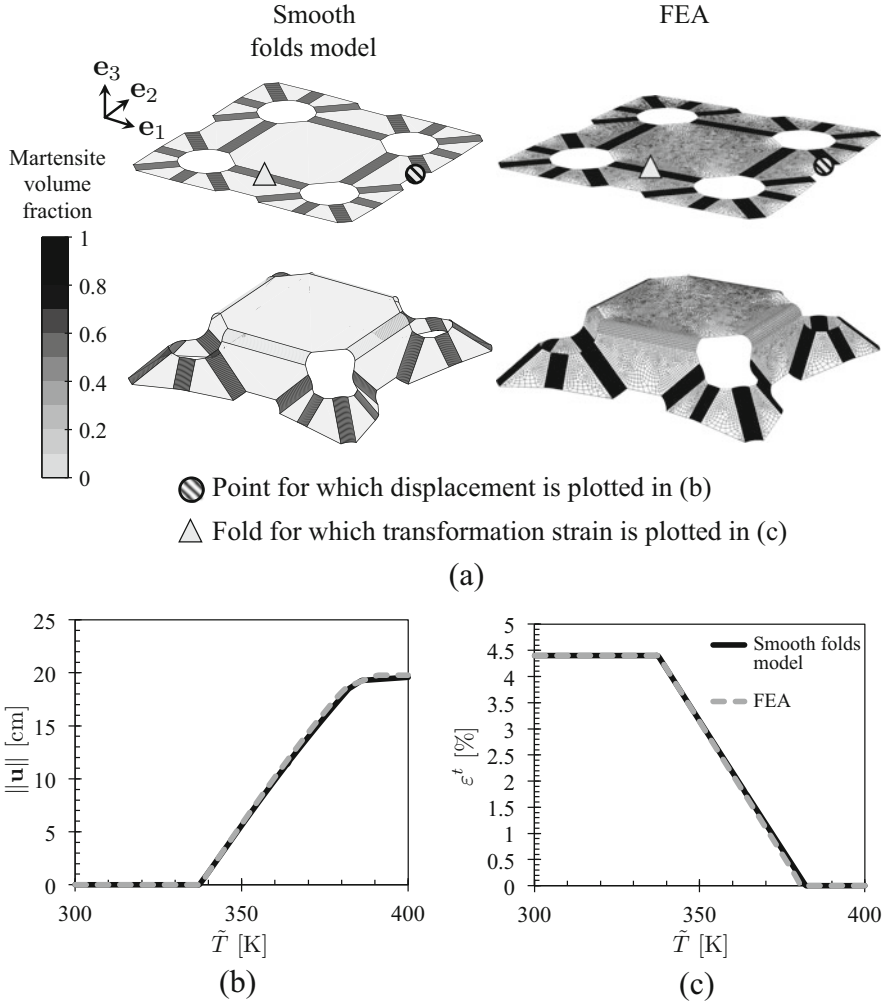 Smooth
folds model
FEA
e₃
e₂
e₁
Martensite
volume
fraction
1
0.8
0.6
0.4
0.2
0
Point for which displacement is plotted in (b)
Fold for which transformation strain is plotted in (c)
(a)
25
20
15
10
5
0
‖u‖ [cm]
300
350
400
T̃ [K]
(b)
5
4.5
4
3.5
3
2.5
2
1.5
1
0.5
0
εᵗ [%]
Smooth folds
model
FEA
300
350
400
T̃ [K]
(c)